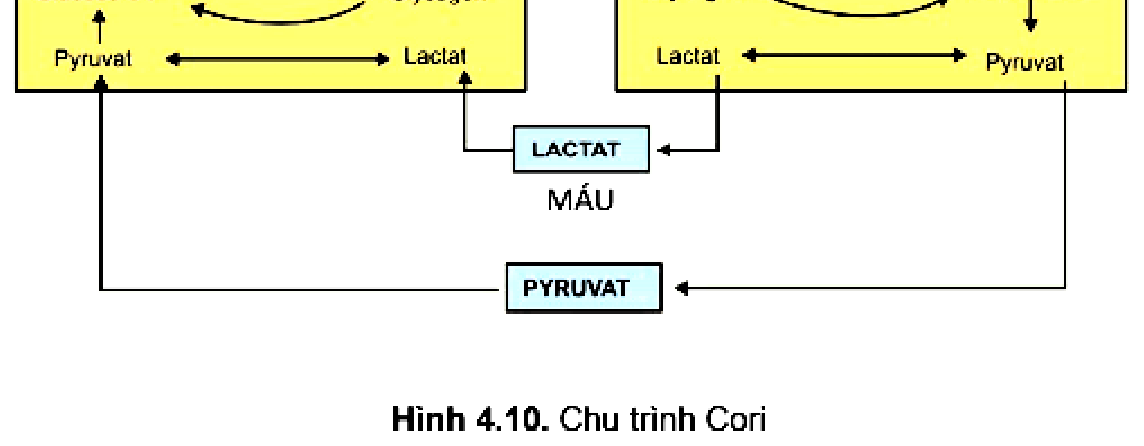 Pyruvat
Lactat
Lactat
Pyruvat
LACTAT
MÁU
PYRUVAT
Hình 4.10. Chu trình Cori